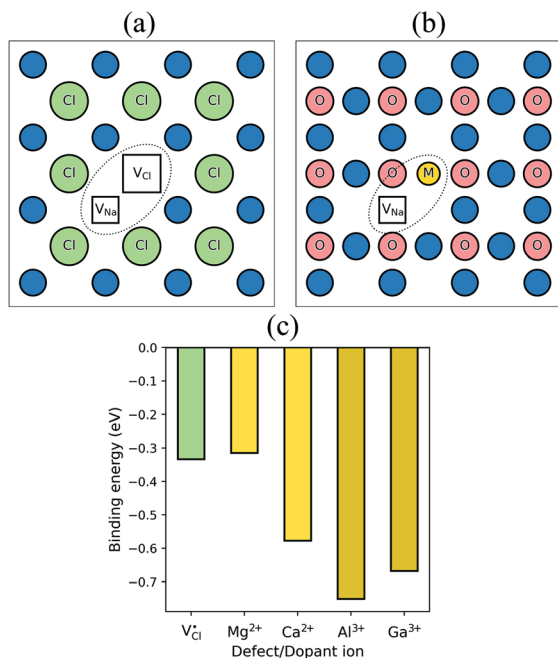 (a)
Cl Cl Cl
Cl V_Cl Cl
V_Na
Cl Cl Cl
(b)
O O O O
O O M O O
V_Na
O O O O
(c)
Binding energy (eV)
0.0
−0.1
−0.2
−0.3
−0.4
−0.5
−0.6
−0.7
V•Cl Mg²⁺ Ca²⁺ Al³⁺ Ga³⁺
Defect/Dopant ion